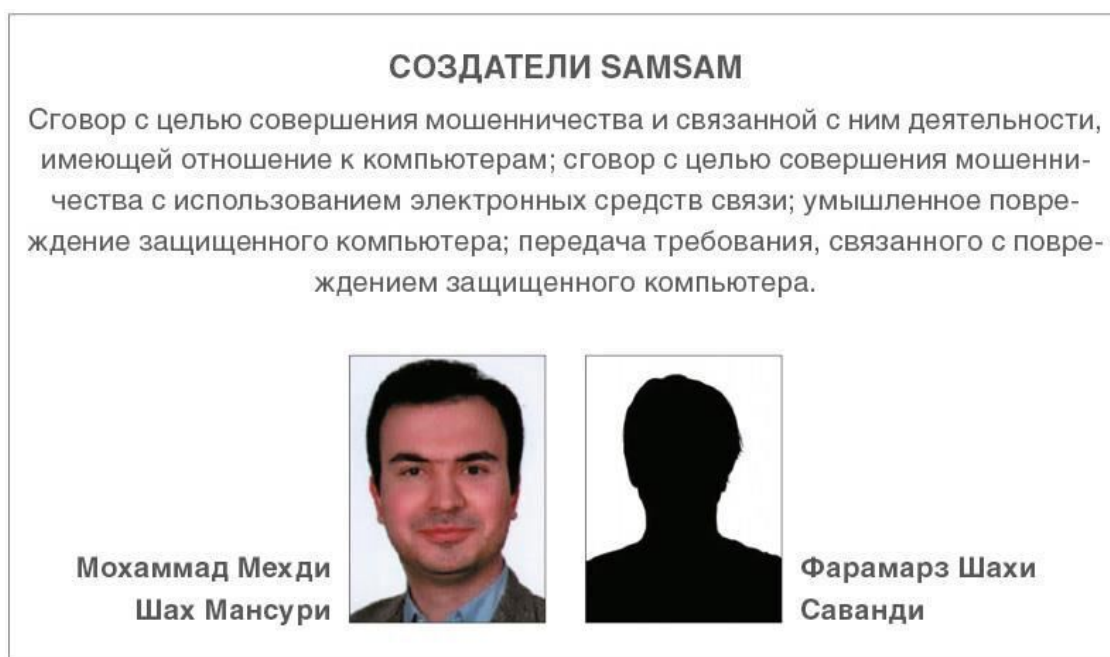 СОЗДАТЕЛИ SAMSAM
Сговор с целью совершения мошенничества и связанной с ним деятельности,
имеющей отношение к компьютерам; сговор с целью совершения мошенни-
чества с использованием электронных средств связи; умышленное повре-
ждение защищенного компьютера; передача требования, связанного с повре-
ждением защищенного компьютера.
Мохаммад Мехди
Шах Мансури
Фарамарз Шахи
Саванди